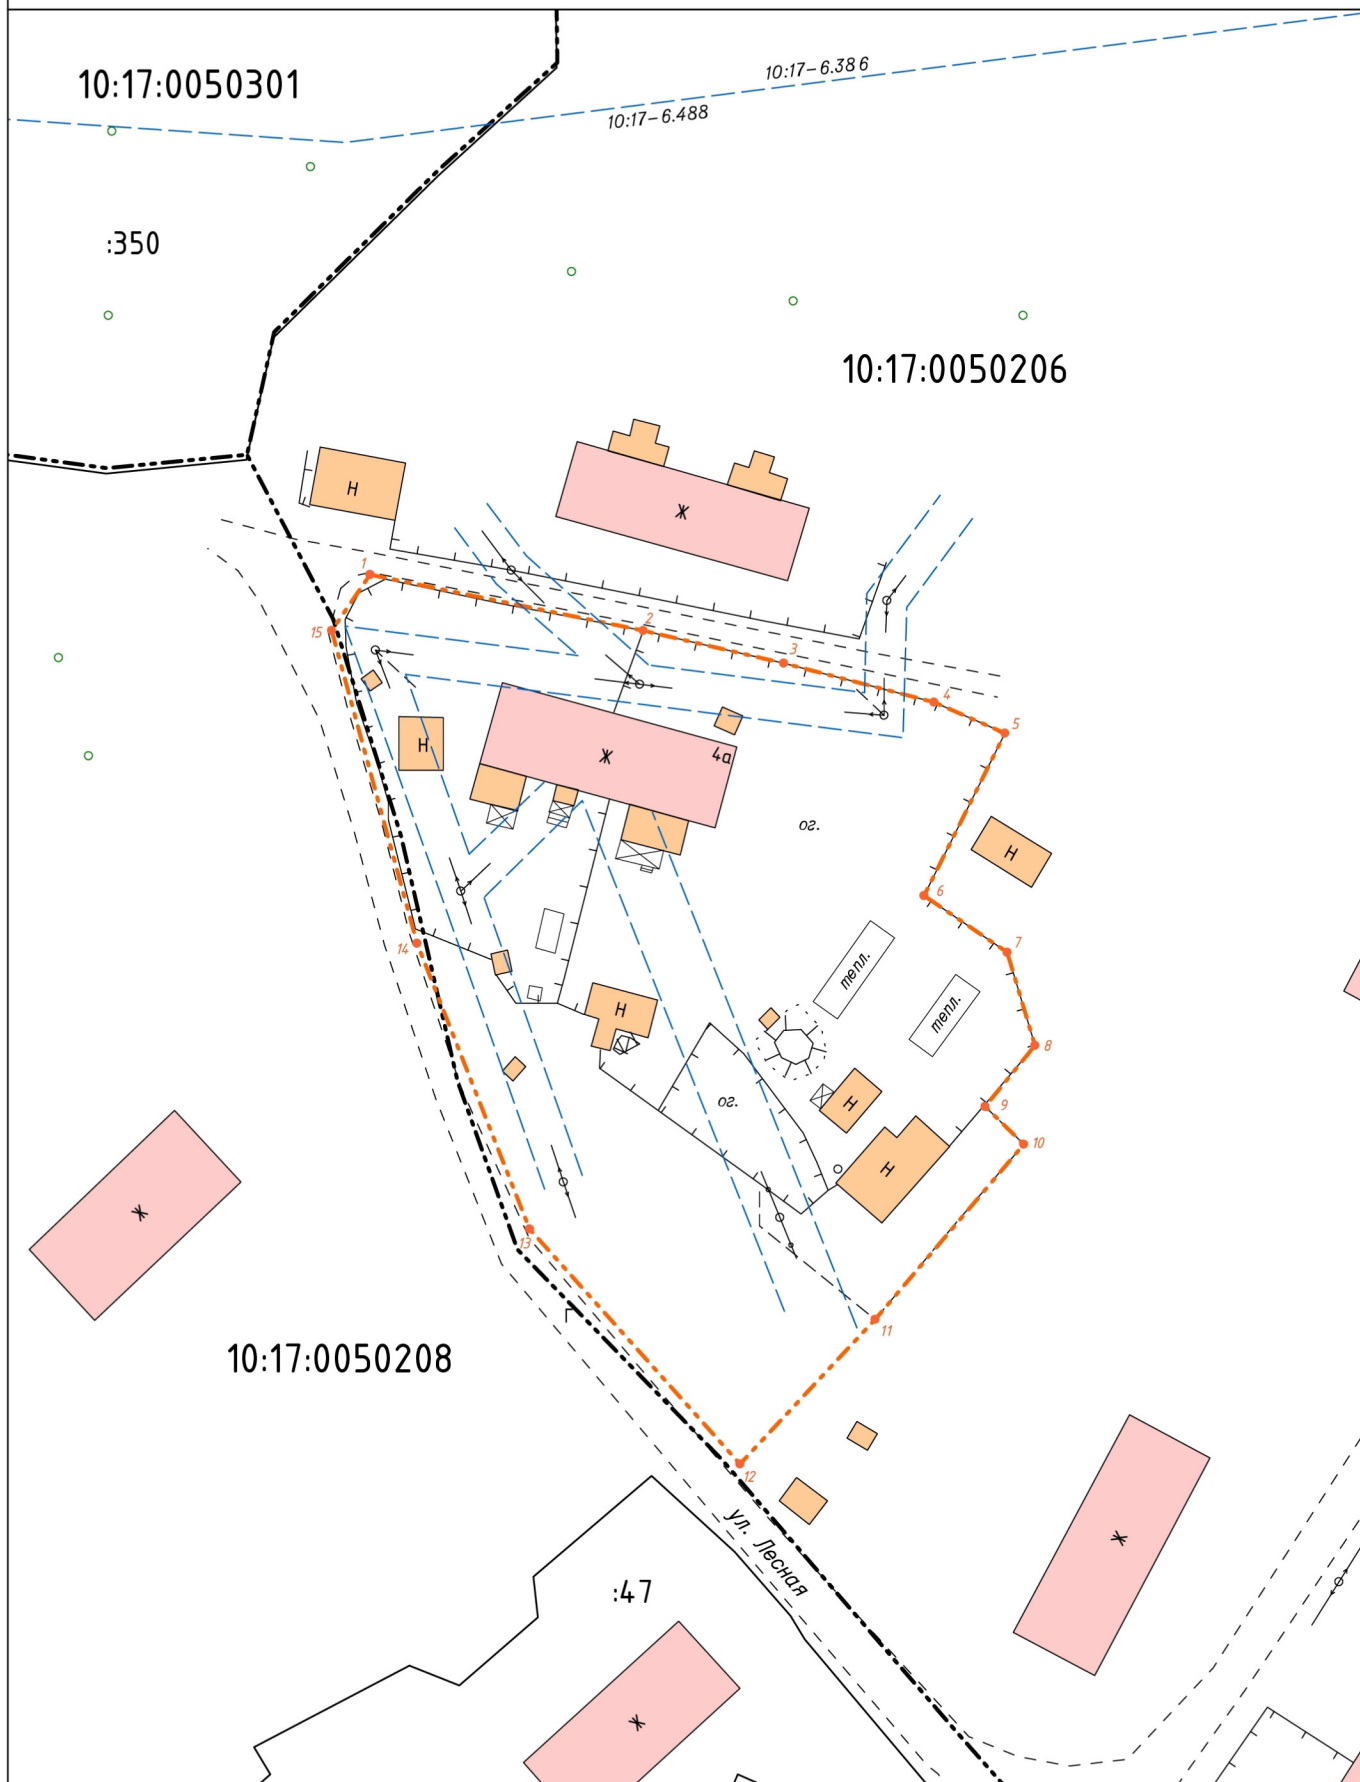 10:17-6.386
10:17:0050301
10:17-6.488
:350
10:17:0050206
Н
Ж
1
2
15
3
4
5
Н
Ж
4а
ог.
Н
6
7
14
тепл.
тепл.
Н
8
ог.
Н
9
10
Н
Ж
13
11
10:17:0050208
12
ул. Лесная
Ж
:47
Ж